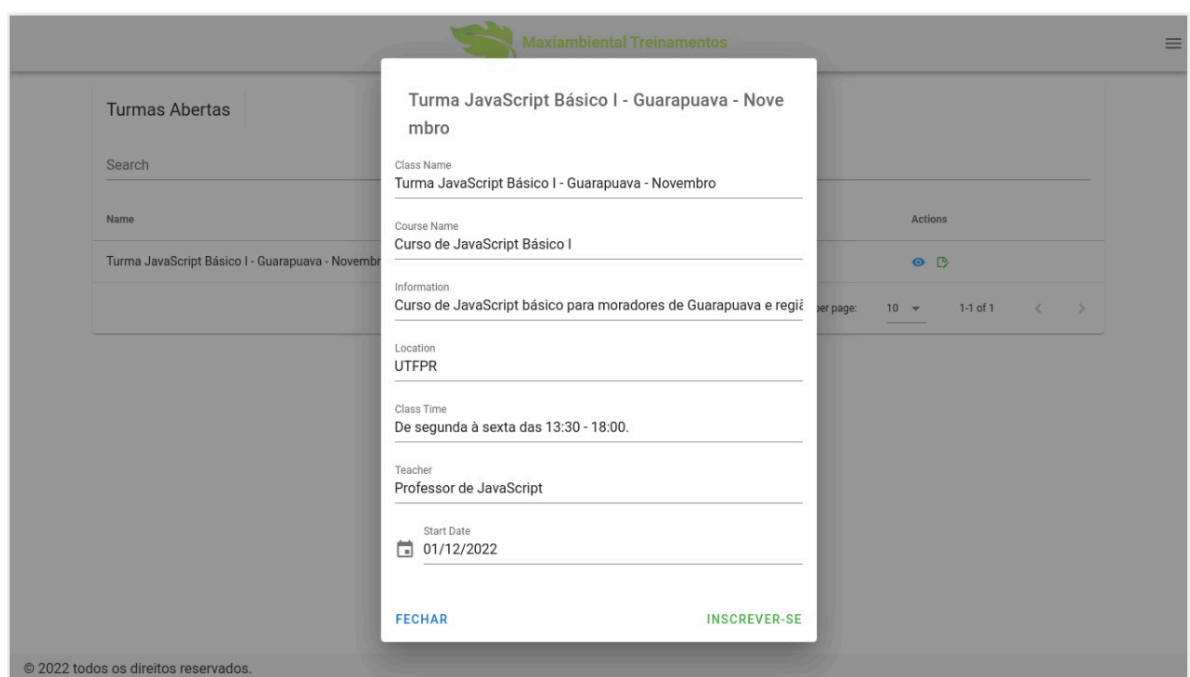 Maxiambiental Treinamentos
Turmas Abertas
Search
Name
Actions
Turma JavaScript Básico I - Guarapuava - Novembr
per page:
10
1-1 of 1
Turma JavaScript Básico I - Guarapuava - Nove
mbro
Class Name
Turma JavaScript Básico I - Guarapuava - Novembro
Course Name
Curso de JavaScript Básico I
Information
Curso de JavaScript básico para moradores de Guarapuava e regiã
Location
UTFPR
Class Time
De segunda à sexta das 13:30 - 18:00.
Teacher
Professor de JavaScript
Start Date
01/12/2022
FECHAR
INSCREVER-SE
© 2022 todos os direitos reservados.